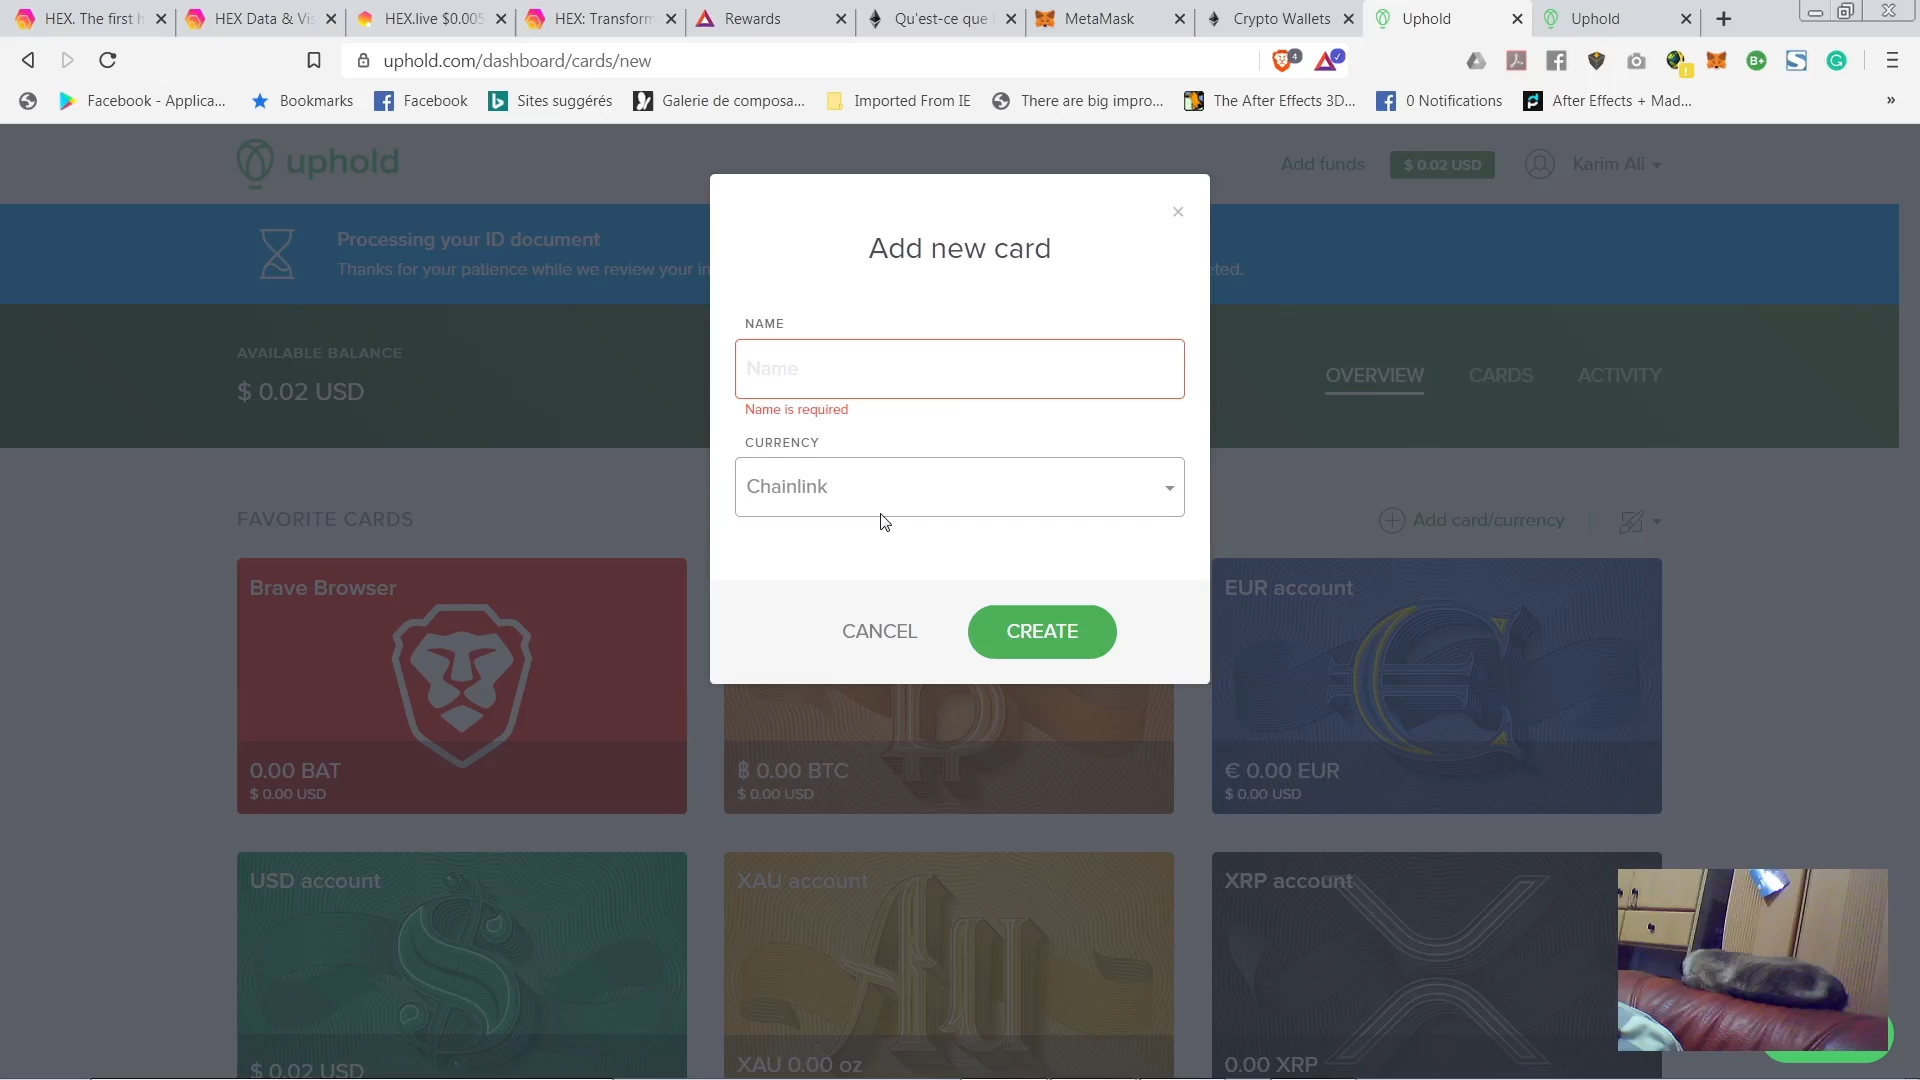 HEX. The first h
HEX Data & Vis
HEX.live $0.005
HEX: Transform
Rewards
Qu'est-ce que
MetaMask
Crypto Wallets
Uphold
Uphold
uphold.com/dashboard/cards/new
4
Facebook - Applica...
Bookmarks
Facebook
Sites suggérés
Galerie de composa...
Imported From IE
There are big impro...
The After Effects 3D...
0 Notifications
After Effects + Mad...
»
uphold
Add funds
$ 0.02 USD
Karim Ali
Processing your ID document
Thanks for your patience while we review your in
ted.
AVAILABLE BALANCE
$ 0.02 USD
OVERVIEW
CARDS
ACTIVITY
Add new card
NAME
Name
Name is required
CURRENCY
Chainlink
CANCEL
CREATE
FAVORITE CARDS
Add card/currency
Brave Browser
0.00 BAT
$ 0.00 USD
฿ 0.00 BTC
$ 0.00 USD
EUR account
€ 0.00 EUR
$ 0.00 USD
USD account
$ 0.02 USD
XAU account
Au
XAU 0.00 oz
XRP account
0.00 XRP